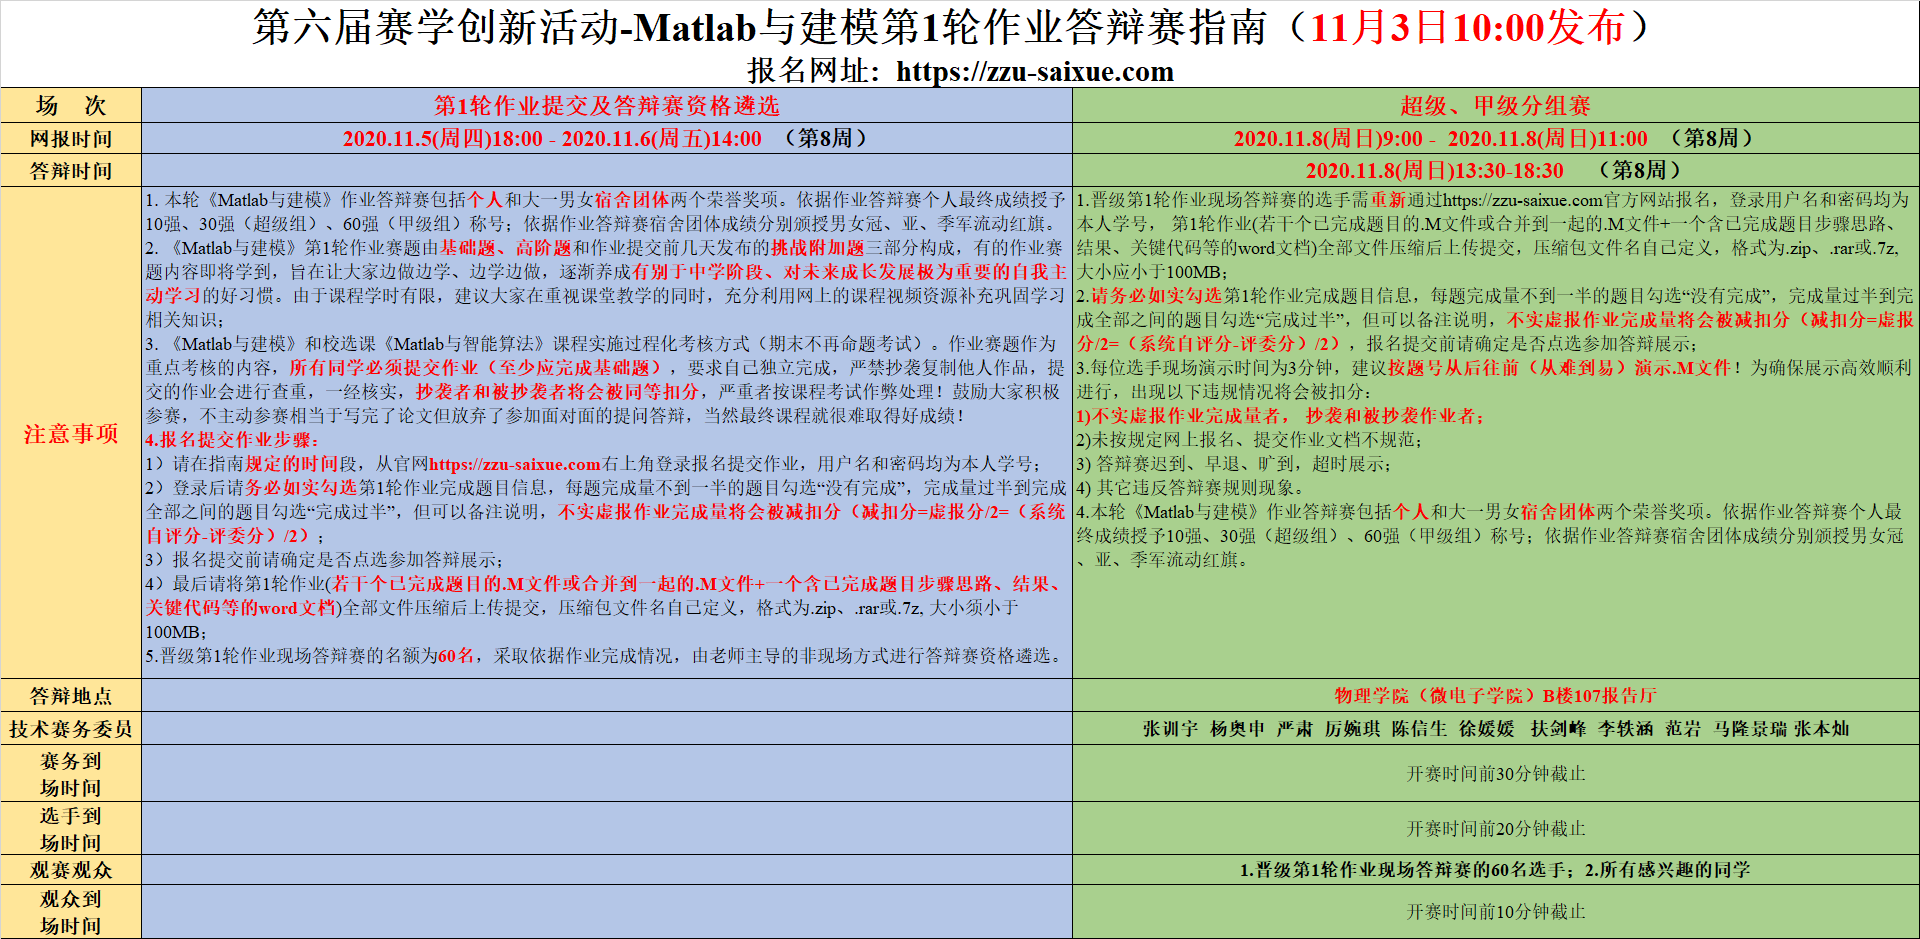 第六届赛学创新活动-Matlab与建模第1轮作业答辩赛指南（11月3日10:00发布）
报名网址：https://zzu-saixue.com
场 次
第1轮作业提交及答辩赛资格遴选
超级、甲级分组赛
网报时间
2020.11.5(周四)18:00 - 2020.11.6(周五)14:00 （第8周）
2020.11.8(周日)9:00 - 2020.11.8(周日)11:00 （第8周）
答辩时间
2020.11.8(周日)13:30-18:30 （第8周）
注意事项
1. 本轮《Matlab与建模》作业答辩赛包括个人和大一男女宿舍团体两个荣誉奖项。依据作业答辩赛个人最终成绩授予
10强、30强（超级组）、60强（甲级组）称号；依据作业答辩赛宿舍团体成绩分别颁授男女冠、亚、季军流动红旗。
2. 《Matlab与建模》第1轮作业赛题由基础题、高阶题和作业提交前几天发布的挑战附加题三部分构成，有的作业赛
题内容即将学到，旨在让大家边做边学、边学边做，逐渐养成有别于中学阶段、对未来成长发展极为重要的自我主
动学习的好习惯。由于课程学时有限，建议大家在重视课堂教学的同时，充分利用网上的课程视频资源补充巩固学习
相关知识；
3. 《Matlab与建模》和校选课《Matlab与智能算法》课程实施过程化考核方式（期末不再命题考试）。作业赛题作为
重点考核的内容，所有同学必须提交作业（至少应完成基础题），要求自己独立完成，严禁抄袭复制他人作品，提
交的作业会进行查重，一经核实，抄袭者和被抄袭者将会被同等扣分，严重者按课程考试作弊处理！鼓励大家积极
参赛，不主动参赛相当于写完了论文但放弃了参加面对面的提问答辩，当然最终课程就很难取得好成绩！
4.报名提交作业步骤：
1）请在指南规定的时间段，从官网https://zzu-saixue.com右上角登录报名提交作业，用户名和密码均为本人学号；
2）登录后请务必如实勾选第1轮作业完成题目信息，每题完成量不到一半的题目勾选“没有完成”，完成量过半到完成
全部之间的题目勾选“完成过半”，但可以备注说明，不实虚报作业完成量将会被减扣分（减扣分=虚报分/2=（系统
自评分-评委分）/2）；
3）报名提交前请确定是否点选参加答辩展示；
4）最后请将第1轮作业(若干个已完成题目的.M文件或合并到一起的.M文件+一个含已完成题目步骤思路、结果、
关键代码等的word文档)全部文件压缩后上传提交，压缩包文件名自己定义，格式为.zip、.rar或.7z, 大小须小于
100MB；
5.晋级第1轮作业现场答辩赛的名额为60名，采取依据作业完成情况，由老师主导的非现场方式进行答辩赛资格遴选。
1.晋级第1轮作业现场答辩赛的选手需重新通过https://zzu-saixue.com官方网站报名，登录用户名和密码均为
本人学号， 第1轮作业(若干个已完成题目的.M文件或合并到一起的.M文件+一个含已完成题目步骤思路、
结果、关键代码等的word文档)全部文件压缩后上传提交，压缩包文件名自己定义，格式为.zip、.rar或.7z,
大小应小于100MB；
2.请务必如实勾选第1轮作业完成题目信息，每题完成量不到一半的题目勾选“没有完成”，完成量过半到完
成全部之间的题目勾选“完成过半”，但可以备注说明，不实虚报作业完成量将会被减扣分（减扣分=虚报
分/2=（系统自评分-评委分）/2），报名提交前请确定是否点选参加答辩展示；
3.每位选手现场演示时间为3分钟，建议按题号从后往前（从难到易）演示.M文件！为确保展示高效顺利
进行，出现以下违规情况将会被扣分：
1)不实虚报作业完成量者， 抄袭和被抄袭作业者；
2)未按规定网上报名、提交作业文档不规范；
3) 答辩赛迟到、早退、旷到，超时展示；
4) 其它违反答辩赛规则现象。
4.本轮《Matlab与建模》作业答辩赛包括个人和大一男女宿舍团体两个荣誉奖项。依据作业答辩赛个人最
终成绩授予10强、30强（超级组）、60强（甲级组）称号；依据作业答辩赛宿舍团体成绩分别颁授男女冠
、亚、季军流动红旗。
答辩地点
物理学院（微电子学院）B楼107报告厅
技术赛务委员
张训宇 杨奥申 严肃 厉婉琪 陈信生 徐媛媛 扶剑峰 李轶涵 范岩 马隆景瑞 张本灿
赛务到
场时间
开赛时间前30分钟截止
选手到
场时间
开赛时间前20分钟截止
观赛观众
1.晋级第1轮作业现场答辩赛的60名选手；2.所有感兴趣的同学
观众到
场时间
开赛时间前10分钟截止